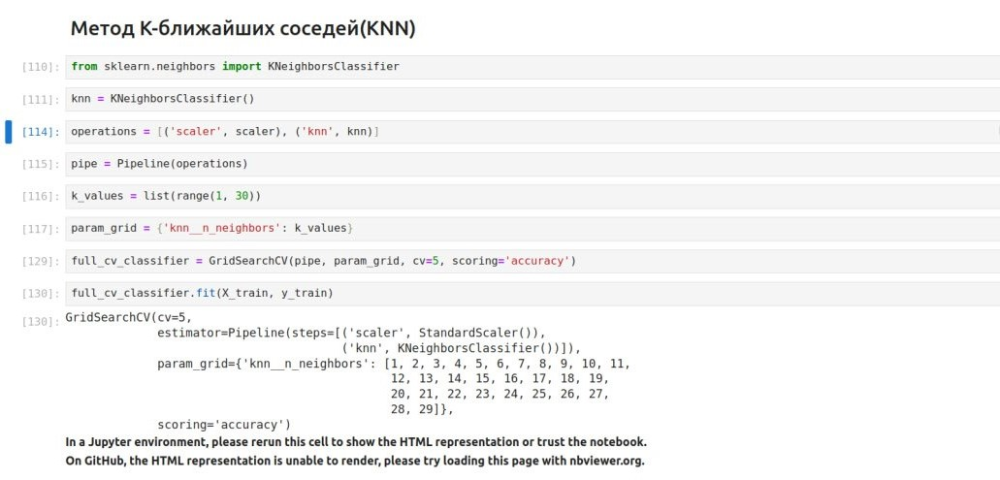 Метод К-ближайших соседей(KNN)
[110]: from sklearn.neighbors import KNeighborsClassifier
[111]: knn = KNeighborsClassifier()
[114]: operations = [('scaler', scaler), ('knn', knn)]
[115]: pipe = Pipeline(operations)
[116]: k_values = list(range(1, 30))
[117]: param_grid = {'knn__n_neighbors': k_values}
[129]: full_cv_classifier = GridSearchCV(pipe, param_grid, cv=5, scoring='accuracy')
[130]: full_cv_classifier.fit(X_train, y_train)
[130]: GridSearchCV(cv=5,
estimator=Pipeline(steps=[('scaler', StandardScaler()),
('knn', KNeighborsClassifier())]),
param_grid={'knn__n_neighbors': [1, 2, 3, 4, 5, 6, 7, 8, 9, 10, 11,
12, 13, 14, 15, 16, 17, 18, 19,
20, 21, 22, 23, 24, 25, 26, 27,
28, 29]},
scoring='accuracy')
In a Jupyter environment, please rerun this cell to show the HTML representation or trust the notebook.
On GitHub, the HTML representation is unable to render, please try loading this page with nbviewer.org.